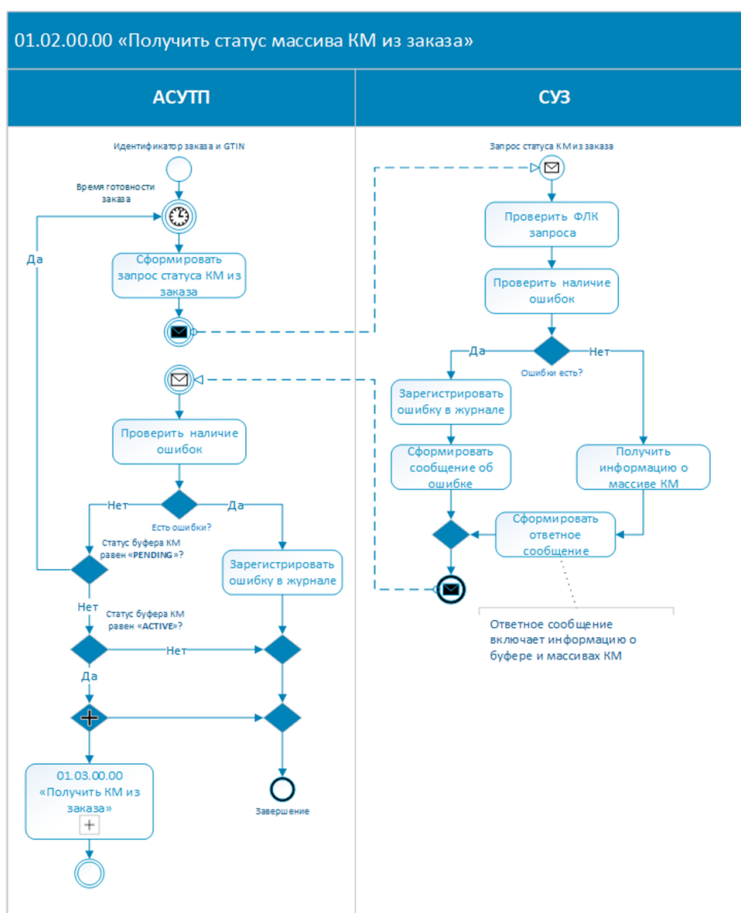 01.02.00.00 «Получить статус массива КМ из заказа»
АСУТП
СУЗ
Идентификатор заказа и GTIN
Время готовности
заказа
Да
Сформировать
запрос статуса КМ из
заказа
Проверить наличие
ошибок
Нет
Да
Есть ошибки?
Статус буфера КМ
равен «PENDING»?
Зарегистрировать
ошибку в журнале
Нет
Статус буфера КМ
равен «ACTIVE»?
Нет
Да
01.03.00.00
«Получить КМ из
заказа»
Завершение
Запрос статуса КМ из заказа
Проверить ФЛК
запроса
Проверить наличие
ошибок
Да
Нет
Ошибки есть?
Зарегистрировать
ошибку в журнале
Сформировать
сообщение об
ошибке
Получить
информацию о
массиве КМ
Сформировать
ответное
сообщение
Ответное сообщение
включает информацию о
буфере и массивах КМ